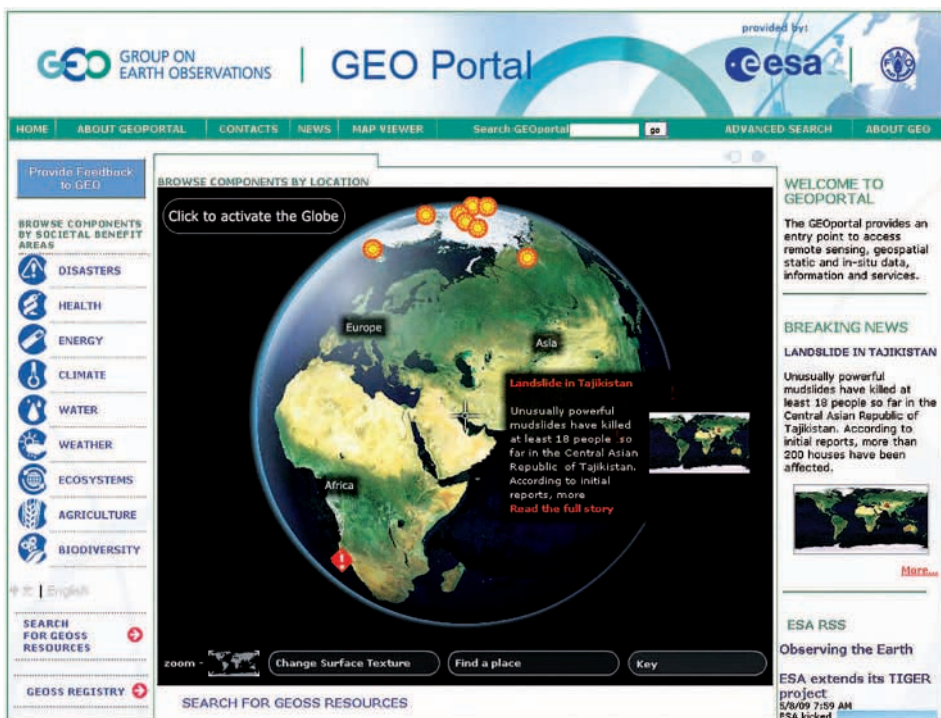 GEO GROUP ON
EARTH OBSERVATIONS
GEO Portal
provided by:
esa
HOME
ABOUT GEOPORTAL
CONTACTS
NEWS
MAP VIEWER
Search GEOportal
go
ADVANCED SEARCH
ABOUT GEO
Provide Feedback
to GEO
BROWSE COMPONENTS
BY SOCIETAL BENEFIT
AREAS
DISASTERS
HEALTH
ENERGY
CLIMATE
WATER
WEATHER
ECOSYSTEMS
AGRICULTURE
BIODIVERSITY
中文 | English
SEARCH
FOR GEOSS
RESOURCES
GEOSS REGISTRY
BROWSE COMPONENTS BY LOCATION
Click to activate the Globe
Europe
Asia
Africa
Landslide in Tajikistan
Unusually powerful
mudslides have killed
at least 18 people so
far in the Central Asian
Republic of Tajikistan.
According to initial
reports, more
Read the full story
zoom -
Change Surface Texture
Find a place
Key
SEARCH FOR GEOSS RESOURCES
WELCOME TO
GEOPORTAL
The GEOportal provides an
entry point to access
remote sensing, geospatial
static and in-situ data,
information and services.
BREAKING NEWS
LANDSLIDE IN TAJIKISTAN
Unusually powerful
mudslides have killed at
least 18 people so far in the
Central Asian Republic of
Tajikistan. According to
initial reports, more than
200 houses have been
affected.
More...
ESA RSS
Observing the Earth
ESA extends its TIGER
project
5/8/09 7:59 AM
ESA kicked